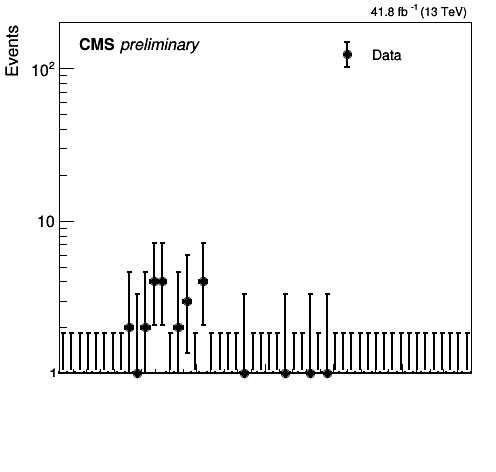 41.8 fb⁻¹ (13 TeV)
Events
CMS preliminary
Data
10²
10
1